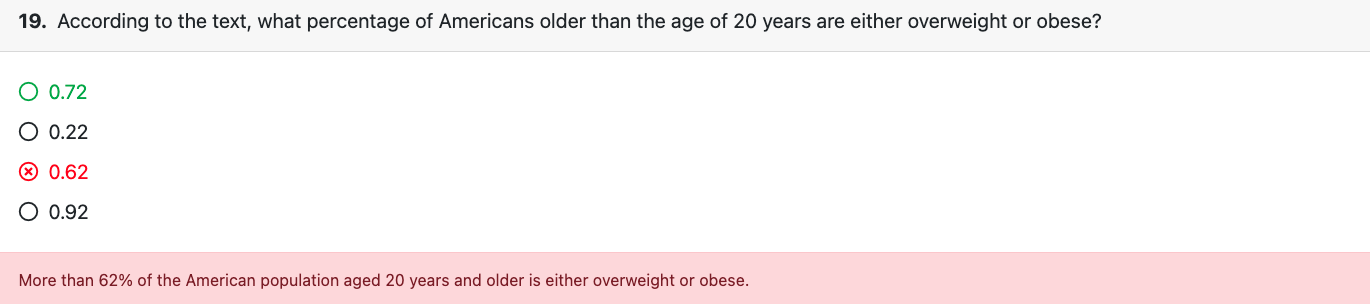 19. According to the text, what percentage of Americans older than the age of 20 years are either overweight or obese?
0.72
0.22
0.62
0.92
More than 62% of the American population aged 20 years and older is either overweight or obese.